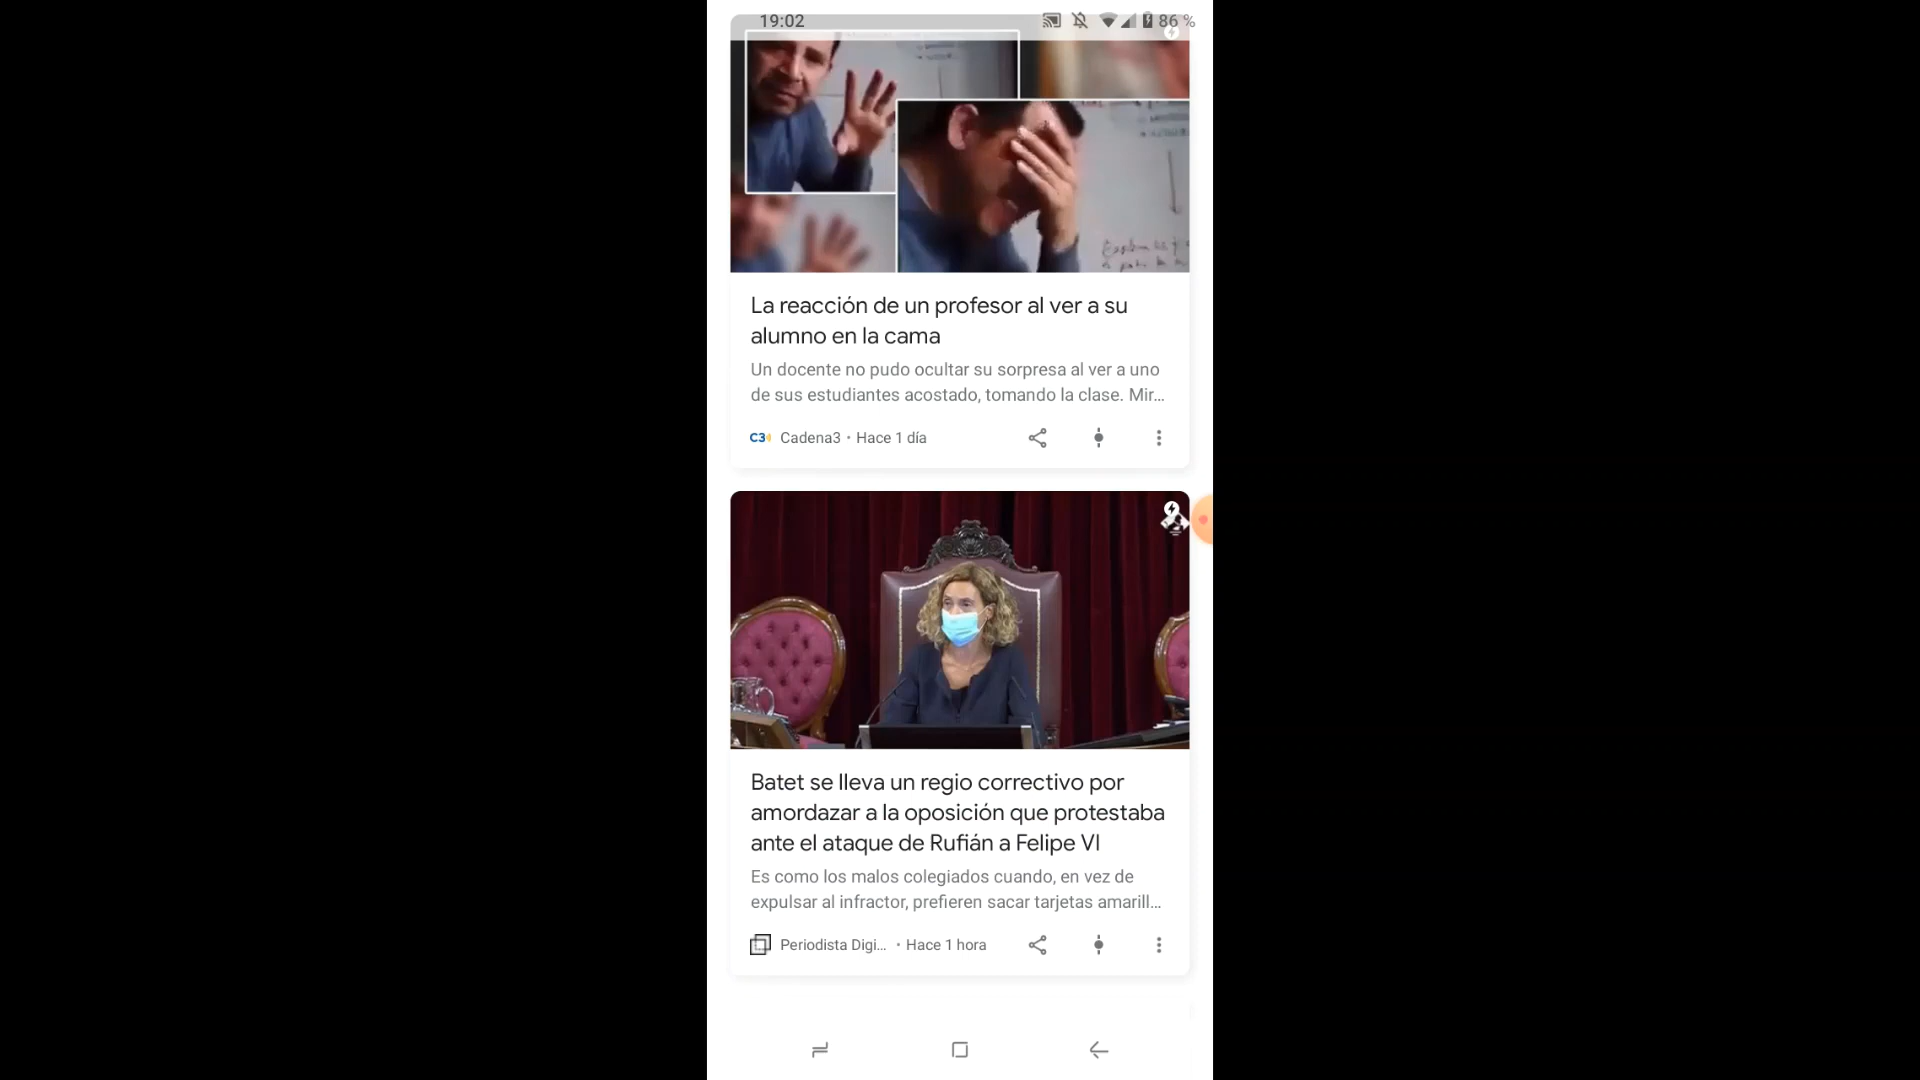 19:02
86 %
La reacción de un profesor al ver a su
alumno en la cama
Un docente no pudo ocultar su sorpresa al ver a uno
de sus estudiantes acostado, tomando la clase. Mir...
C3 Cadena3 • Hace 1 día
Batet se lleva un regio correctivo por
amordazar a la oposición que protestaba
ante el ataque de Rufián a Felipe VI
Es como los malos colegiados cuando, en vez de
expulsar al infractor, prefieren sacar tarjetas amarill...
Periodista Digi... • Hace 1 hora